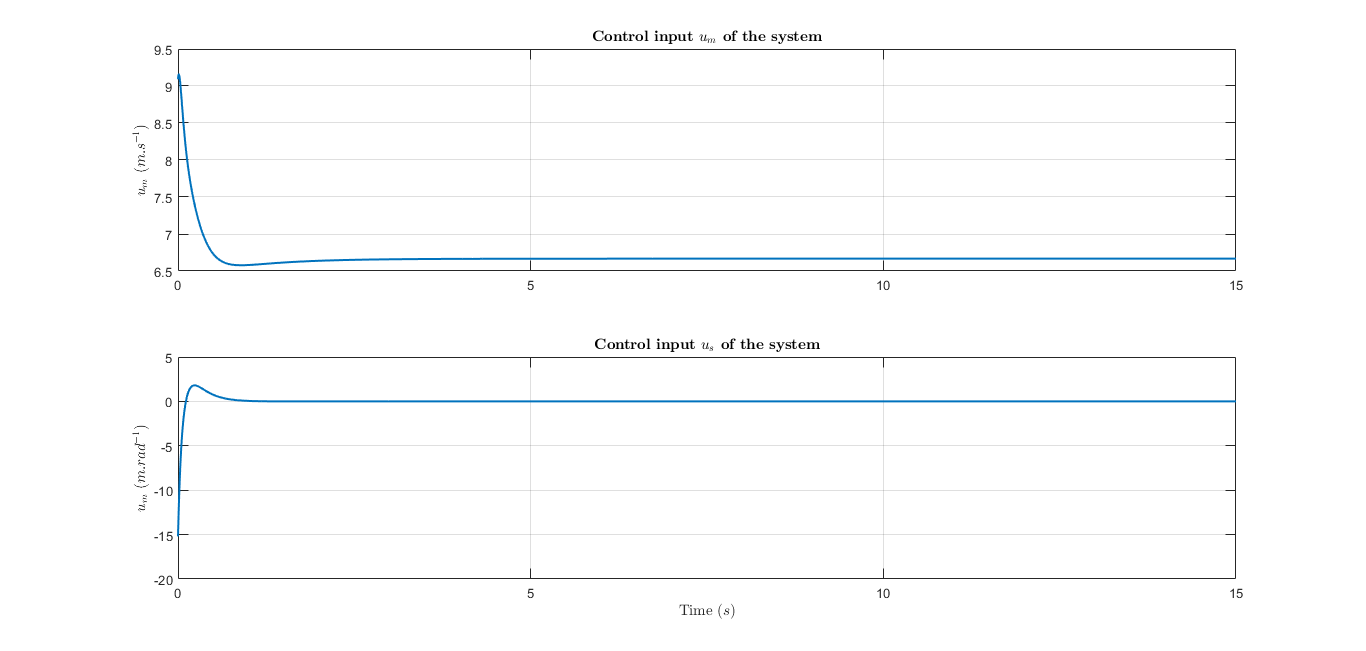 Control input u_m of the system
9.5
9
8.5
8
7.5
7
6.5
u_m (m.s^{-1})
0 5 10 15
Control input u_s of the system
5
0
-5
-10
-15
-20
u_m (m.rad^{-1})
0 5 10 15
Time (s)